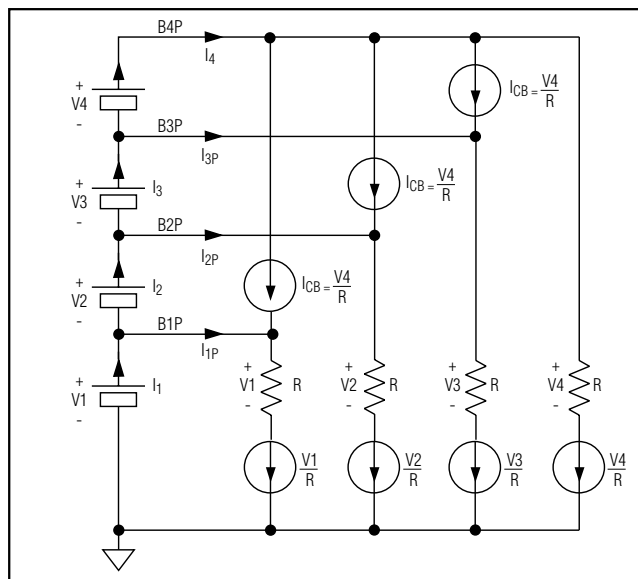 B4P
I4
+
V4
-
ICB = V4/R
B3P
I3P
+
V3
-
I3
ICB = V4/R
B2P
I2P
+
V2
-
I2
ICB = V4/R
B1P
I1P
+
V1
-
I1
+
V1
-
R
+
V2
-
R
+
V3
-
R
+
V4
-
R
V1/R
V2/R
V3/R
V4/R